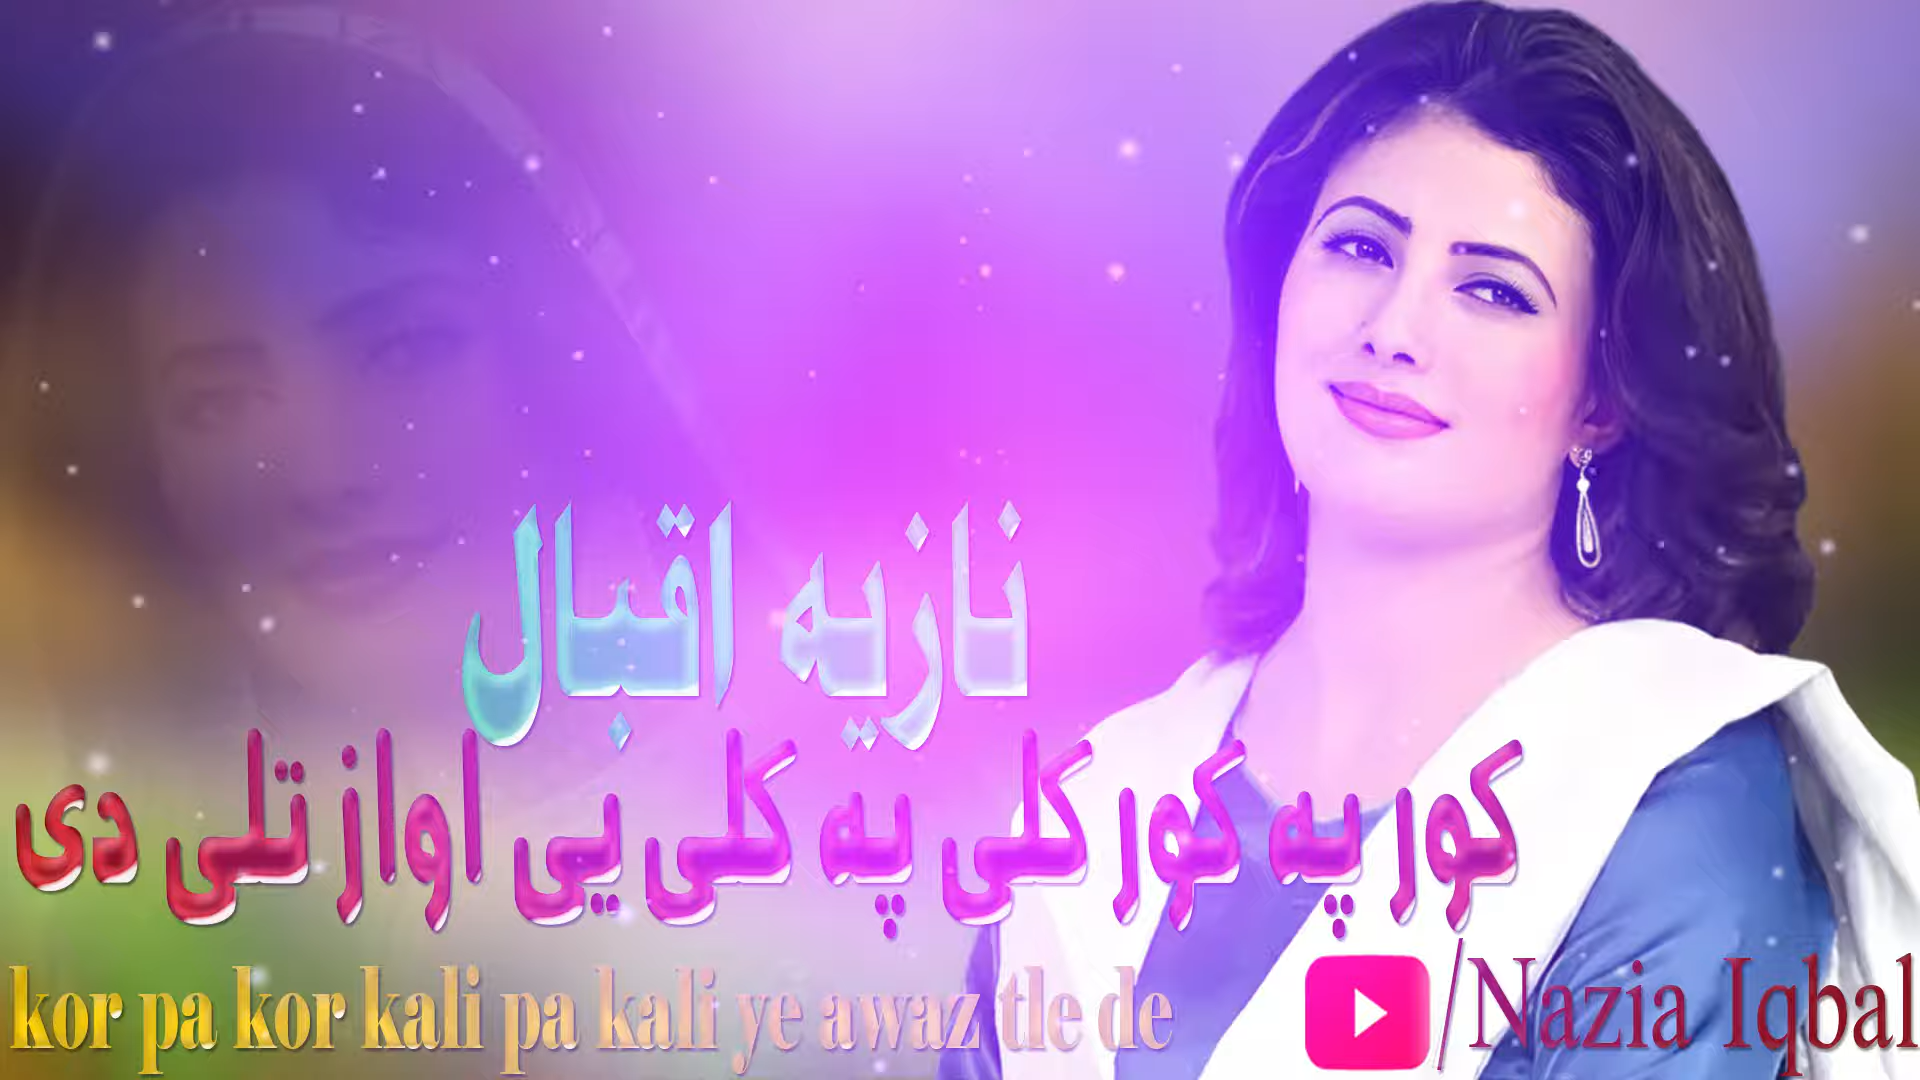 نازیه اقبال
کور په کور کلی په کلی یی اواز تلی دی
kor pa kor kali pa kali ye awaz tle de
/Nazia Iqbal